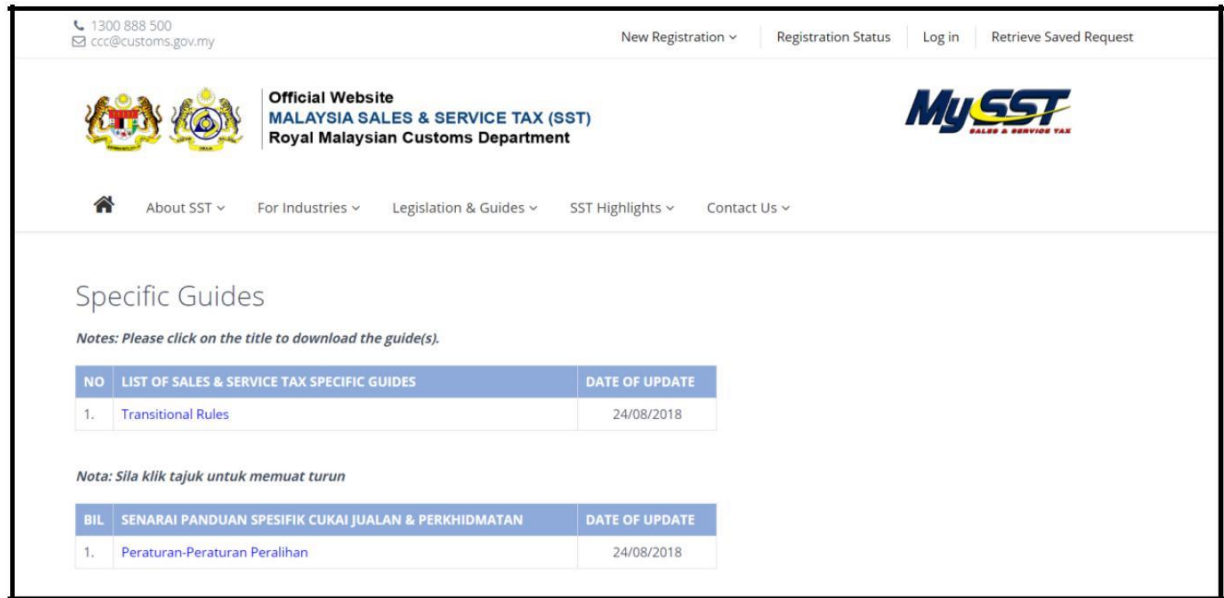 1300 888 500
ccc@customs.gov.my
New Registration
Registration Status
Log in
Retrieve Saved Request
Official Website
MALAYSIA SALES & SERVICE TAX (SST)
Royal Malaysian Customs Department
MySST
SALES & SERVICE TAX
About SST
For Industries
Legislation & Guides
SST Highlights
Contact Us
Specific Guides
Notes: Please click on the title to download the guide(s).
NO LIST OF SALES & SERVICE TAX SPECIFIC GUIDES DATE OF UPDATE
1. Transitional Rules 24/08/2018
Nota: Sila klik tajuk untuk memuat turun
BIL SENARAI PANDUAN SPESIFIK CUKAI JUALAN & PERKHIDMATAN DATE OF UPDATE
1. Peraturan-Peraturan Peralihan 24/08/2018